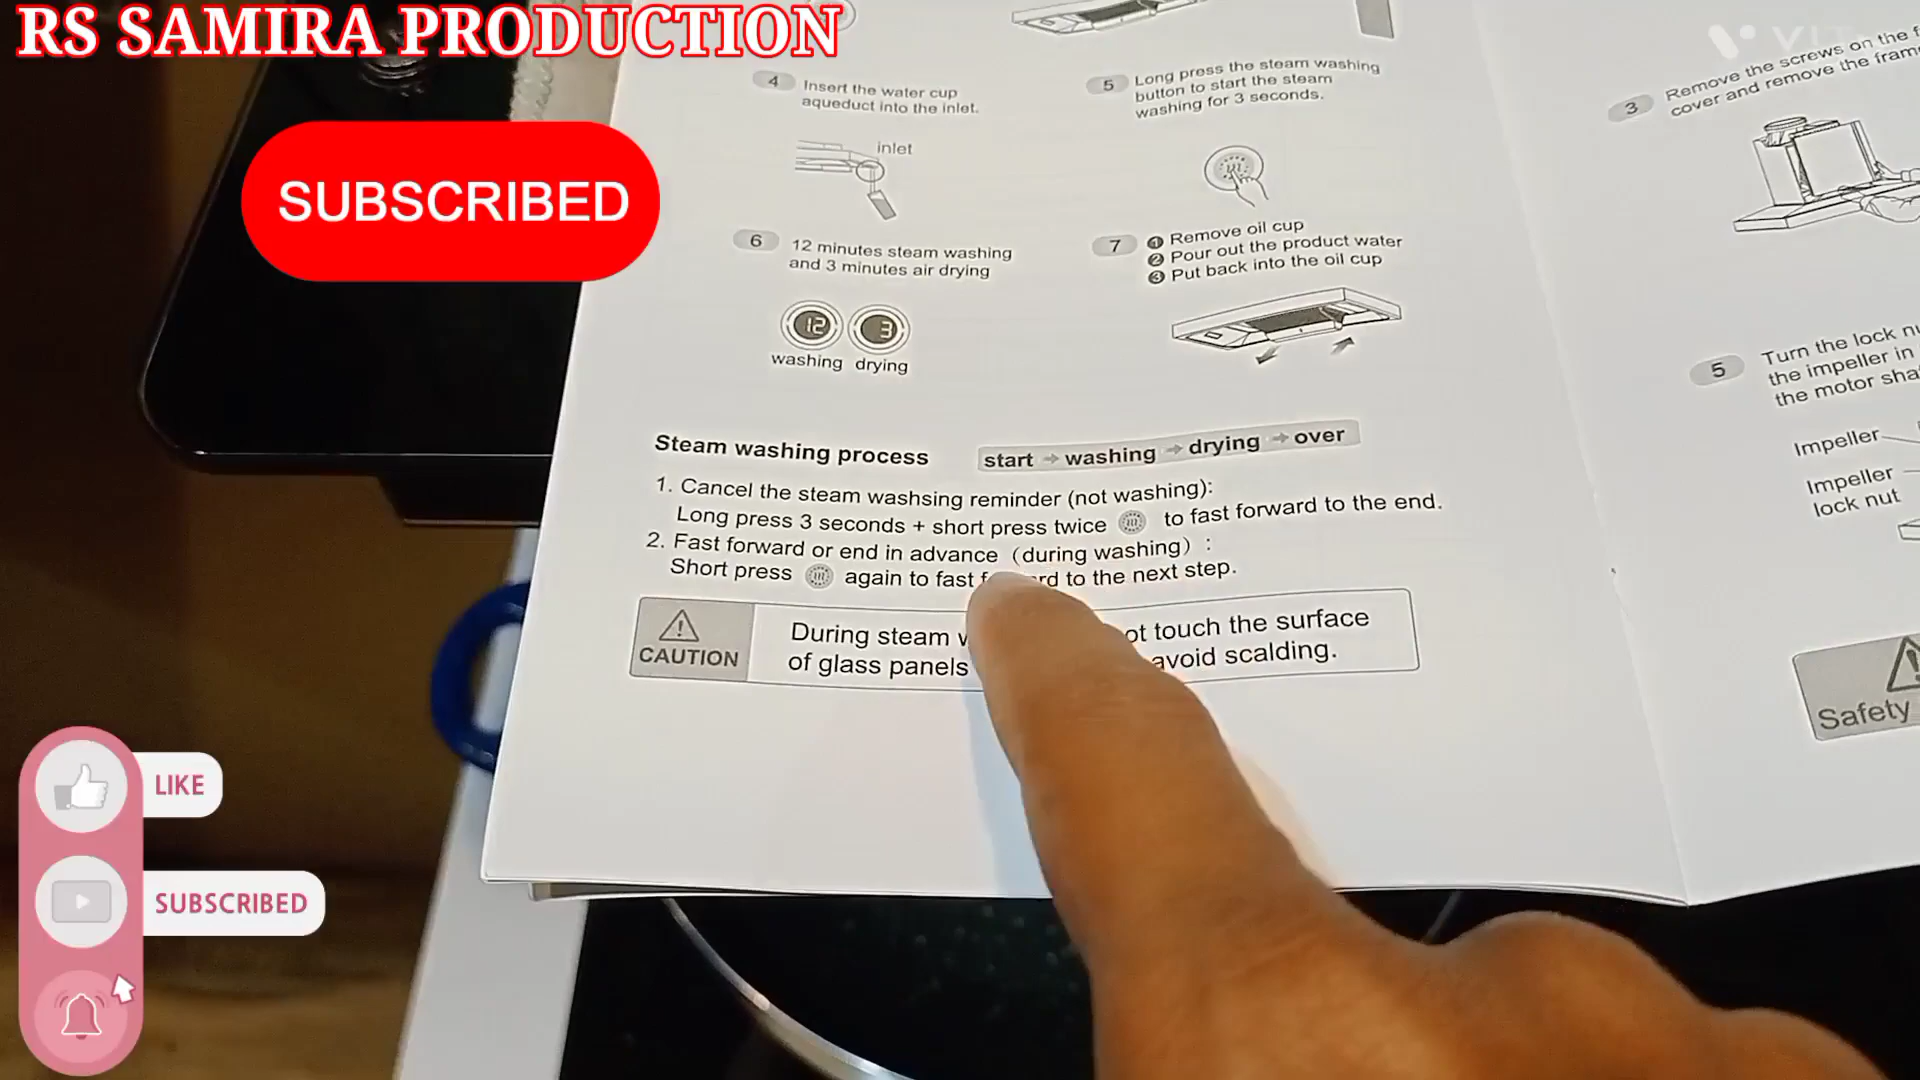 RS SAMIRA PRODUCTION
SUBSCRIBED
4 Insert the water cup
aqueduct into the inlet.
inlet
5 Long press the steam washing
button to start the steam
washing for 3 seconds.
6 12 minutes steam washing
and 3 minutes air drying
12 3
washing drying
7 ❶ Remove oil cup
❷ Pour out the product water
❸ Put back into the oil cup
Steam washing process start → washing → drying → over
1. Cancel the steam washsing reminder (not washing):
Long press 3 seconds + short press twice to fast forward to the end.
2. Fast forward or end in advance (during washing) :
Short press again to fast to the next step.
CAUTION
During steam touch the surface
of glass panels avoid scalding.
3 Remove the screws on the
cover and remove the
5 Turn the lock
the impeller in
the motor
Impeller
Impeller
lock nut
Safety
LIKE
SUBSCRIBED